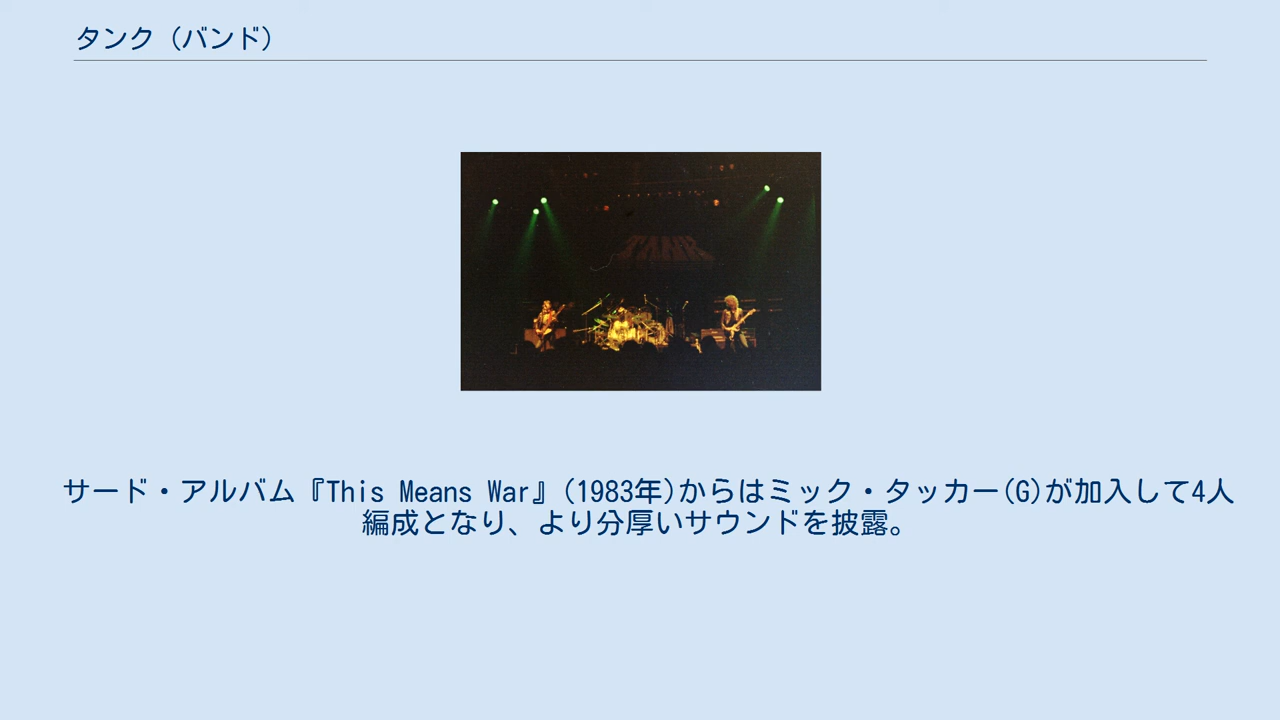 タンク（バンド）
TANK
サード・アルバム『This Means War』(1983年)からはミック・タッカー(G)が加入して4人
編成となり、より分厚いサウンドを披露。